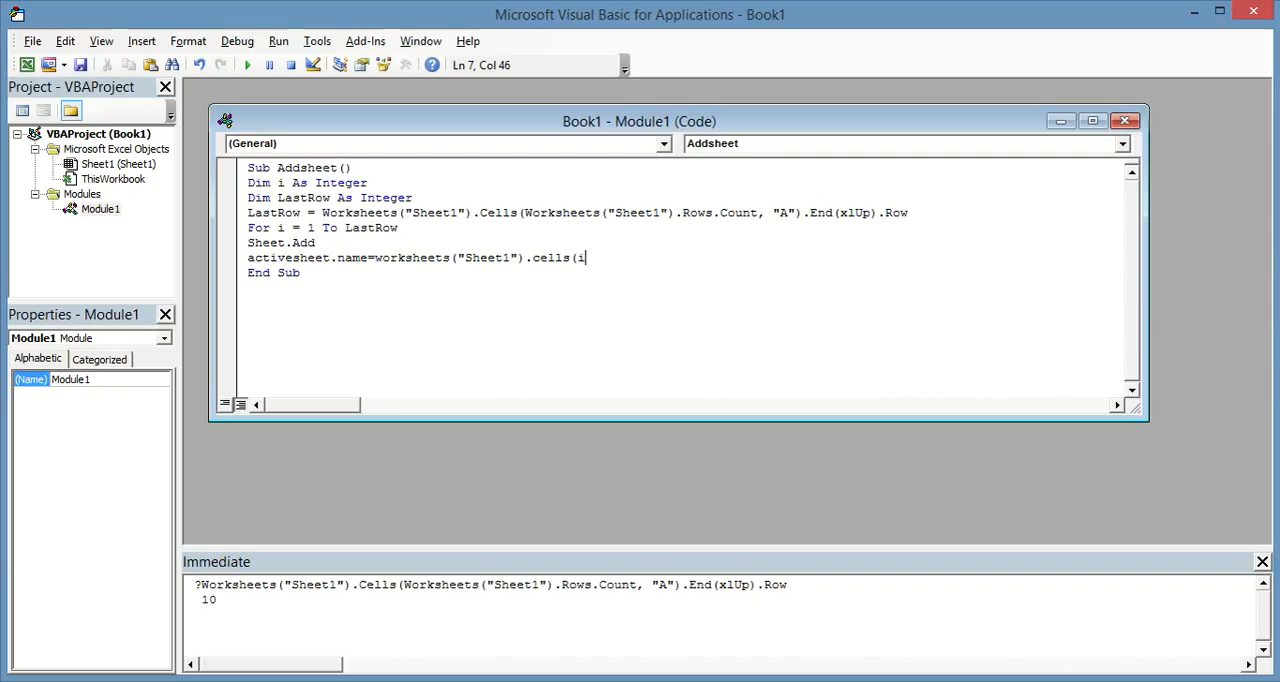 Microsoft Visual Basic for Applications - Book1
File Edit View Insert Format Debug Run Tools Add-Ins Window Help
Ln 7, Col 46
Project - VBAProject
VBAProject (Book1)
Microsoft Excel Objects
Sheet1 (Sheet1)
ThisWorkbook
Modules
Module1
Properties - Module1
Module1 Module
Alphabetic Categorized
(Name) Module1
Book1 - Module1 (Code)
(General) Addsheet
Sub Addsheet()
Dim i As Integer
Dim LastRow As Integer
LastRow = Worksheets("Sheet1").Cells(Worksheets("Sheet1").Rows.Count, "A").End(xlUp).Row
For i = 1 To LastRow
Sheet.Add
activesheet.name=worksheets("Sheet1").cells(i
End Sub
Immediate
?Worksheets("Sheet1").Cells(Worksheets("Sheet1").Rows.Count, "A").End(xlUp).Row
10